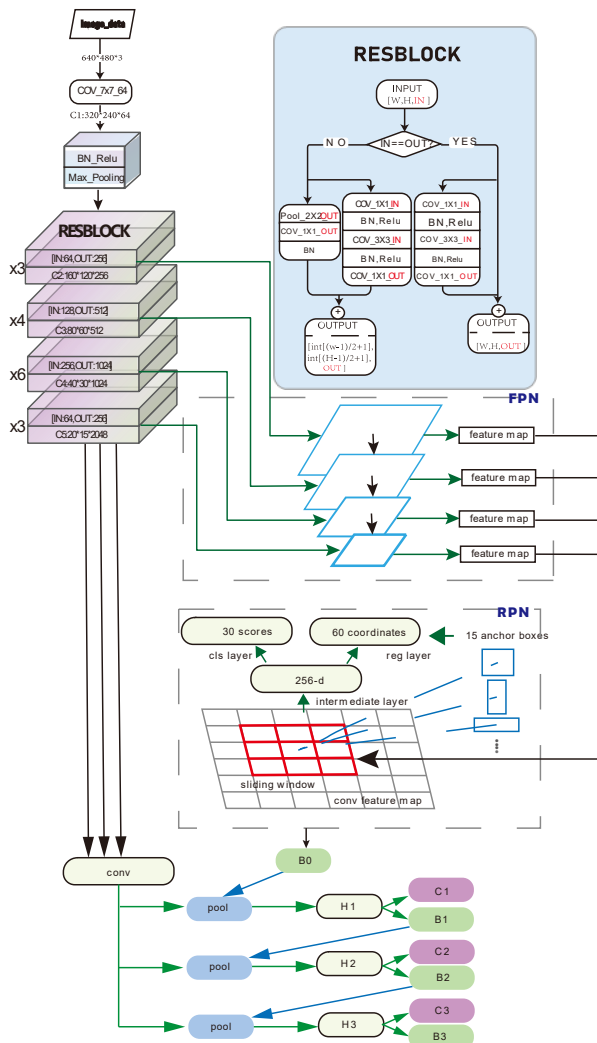 Image_data
640*480*3
COV_7x7_64
C1:320*240*64
BN_Relu
Max_Pooling
RESBLOCK
x3
[IN:64,OUT:256]
C2:160*120*256
x4
[IN:128,OUT:512]
C3:80*60*512
x6
[IN:256,OUT:1024]
C4:40*30*1024
x3
[IN:64,OUT:256]
C5:20*15*2048
RESBLOCK
INPUT
[W,H,IN ]
IN==OUT?
NO
YES
Pool_2X2_OUT
COV_1X1_OUT
BN
COV_1X1_IN
BN,Relu
COV_3X3_IN
BN,Relu
COV_1X1_OUT
COV_1X1_IN
BN,Relu
COV_3X3_IN
BN,Relu
COV_1X1_OUT
+
+
OUTPUT
[int[(w-1)/2+1],
int[(H-1)/2+1],
OUT ]
OUTPUT
[W,H,OUT ]
FPN
feature map
feature map
feature map
feature map
RPN
30 scores
60 coordinates
15 anchor boxes
cls layer
reg layer
256-d
intermediate layer
sliding window
conv feature map
conv
B0
pool
H1
C1
B1
pool
H2
C2
B2
pool
H3
C3
B3